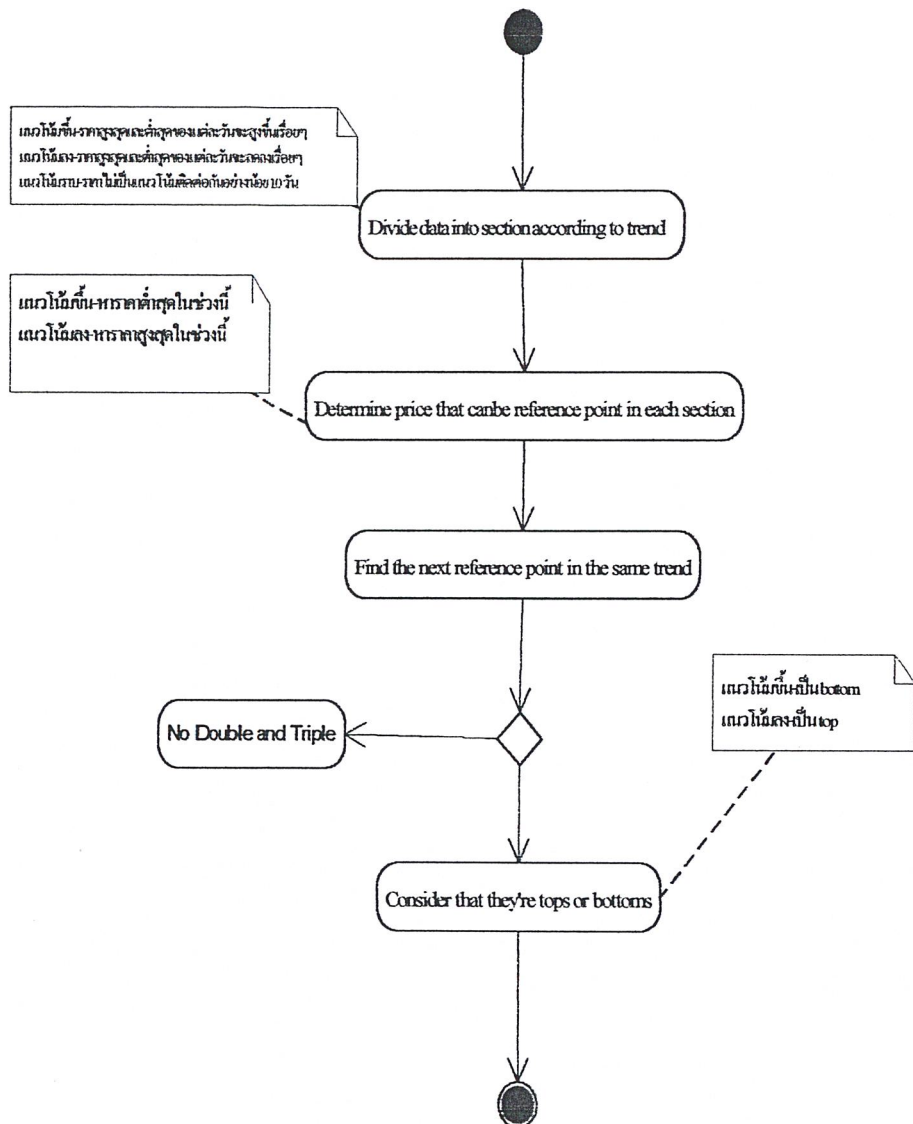 แนวโน้มขึ้น-ราคาสูงสุดและต่ำสุดของแต่ละวันจะสูงขึ้นเรื่อยๆ
แนวโน้มลง-ราคาสูงสุดและต่ำสุดของแต่ละวันจะลดลงเรื่อยๆ
แนวโน้มราบ-ราคาไม่เป็นแนวโน้มติดต่อกันอย่างน้อย 10 วัน
Divide data into section according to trend
แนวโน้มขึ้น-หาราคาต่ำสุดในช่วงนี้
แนวโน้มลง-หาราคาสูงสุดในช่วงนี้
Determine price that canbe reference point in each section
Find the next reference point in the same trend
แนวโน้มขึ้น-เป็น bottom
แนวโน้มลง-เป็น top
No Double and Triple
Consider that they're tops or bottoms